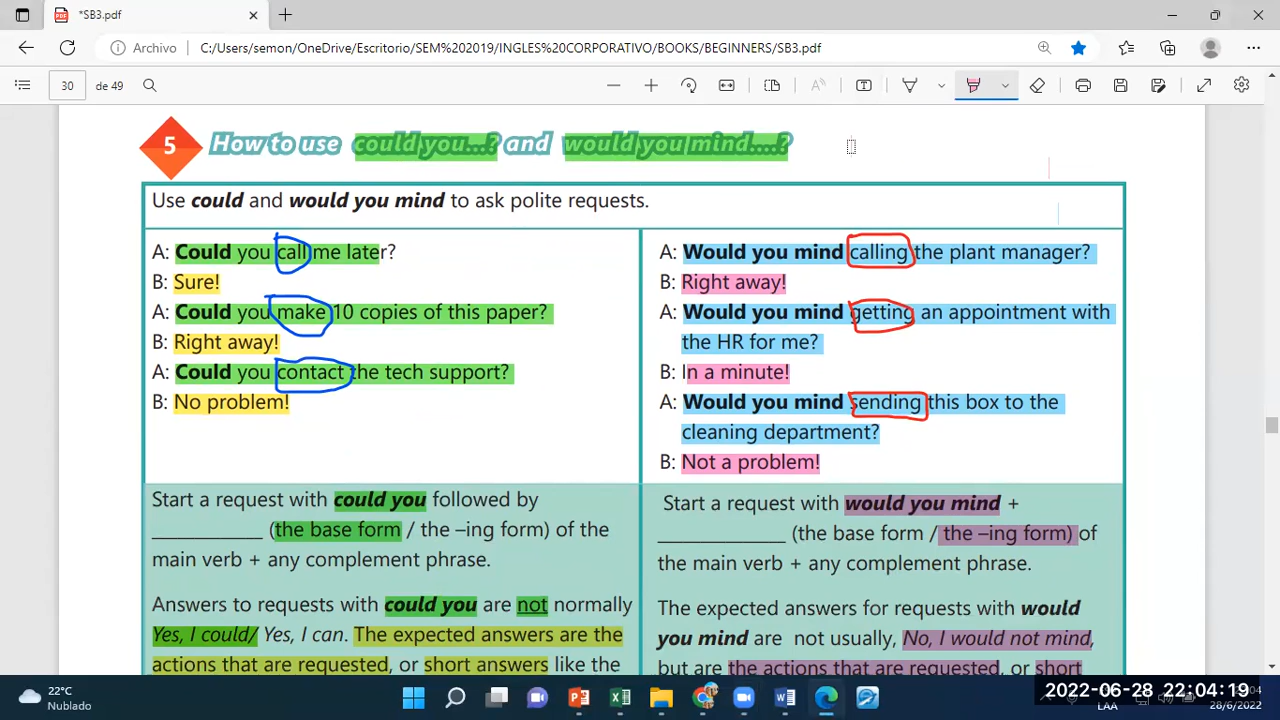 *SB3.pdf
Archivo C:/Users/semon/OneDrive/Escritorio/SEM%202019/INGLES%20CORPORATIVO/BOOKS/BEGINNERS/SB3.pdf
30 de 49
5 How to use could you...? and would you mind....?
Use could and would you mind to ask polite requests.
A: Could you call me later?
B: Sure!
A: Could you make 10 copies of this paper?
B: Right away!
A: Could you contact the tech support?
B: No problem!
A: Would you mind calling the plant manager?
B: Right away!
A: Would you mind getting an appointment with
the HR for me?
B: In a minute!
A: Would you mind sending this box to the
cleaning department?
B: Not a problem!
Start a request with could you followed by
___________ (the base form / the –ing form) of the
main verb + any complement phrase.
Answers to requests with could you are not normally
Yes, I could/ Yes, I can. The expected answers are the
actions that are requested, or short answers like the
Start a request with would you mind +
_____________ (the base form / the –ing form) of
the main verb + any complement phrase.
The expected answers for requests with would
you mind are not usually, No, I would not mind,
but are the actions that are requested, or short
22°C
Nublado
LAA
28/6/2022
2022-06-28 22:04:19